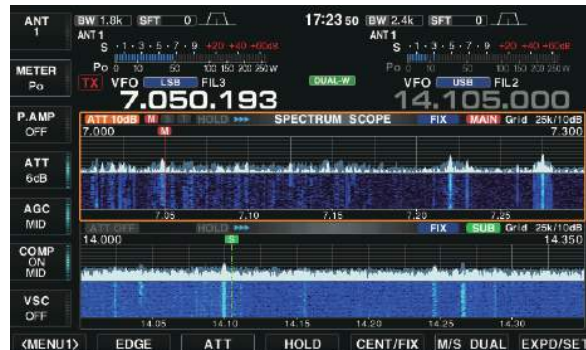 ANT 1
BW 1.8k SFT 0
17:23 50
BW 2.4k SFT 0
ANT 1
ANT 1
S ·1·3·5·7·9 +20 +40 +60dB
S ·1·3·5·7·9 +20 +40 +60dB
METER Po
Po 0 10 50 100 150 200 250W
Po 0 10 50 100 150 200 250W
TX VFO LSB FIL3
DUAL-W
VFO USB FIL2
7.050.193
14.105.000
P.AMP OFF
ATT 10dB M S T HOLD SPECTRUM SCOPE FIX MAIN Grid 25k/10dB
7.000 M 7.300
ATT 6dB
AGC MID
7.05 7.10 7.15 7.20 7.25
ATT OFF HOLD FIX SUB Grid 25k/10dB
14.000 S 14.350
COMP ON MID
VSC OFF
14.05 14.10 14.15 14.20 14.25 14.30
<MENU1> EDGE ATT HOLD CENT/FIX M/S DUAL EXPD/SE